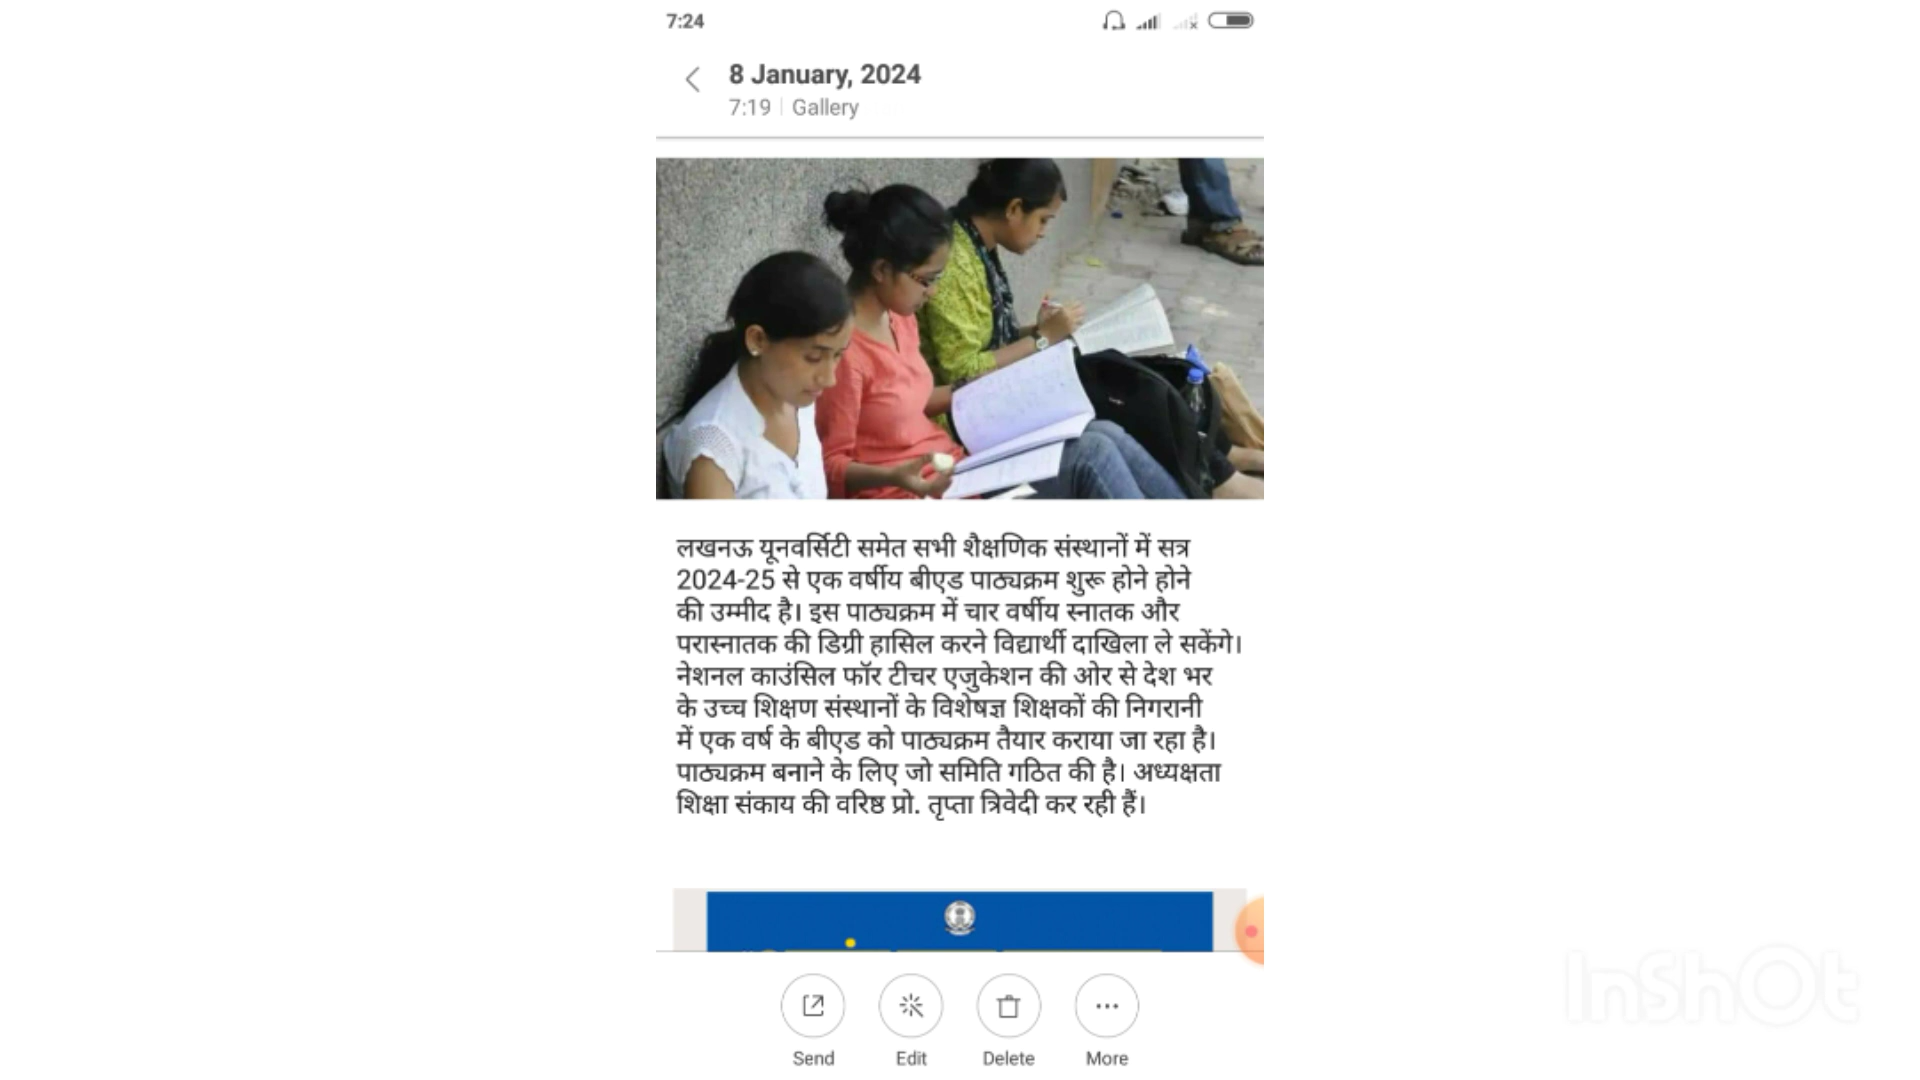 7:24
8 January, 2024
7:19 | Gallery
लखनऊ यूनवर्सिटी समेत सभी शैक्षणिक संस्थानों में सत्र
2024-25 से एक वर्षीय बीएड पाठ्यक्रम शुरू होने होने
की उम्मीद है। इस पाठ्यक्रम में चार वर्षीय स्नातक और
परास्नातक की डिग्री हासिल करने विद्यार्थी दाखिला ले सकेंगे।
नेशनल काउंसिल फॉर टीचर एजुकेशन की ओर से देश भर
के उच्च शिक्षण संस्थानों के विशेषज्ञ शिक्षकों की निगरानी
में एक वर्ष के बीएड को पाठ्यक्रम तैयार कराया जा रहा है।
पाठ्यक्रम बनाने के लिए जो समिति गठित की है। अध्यक्षता
शिक्षा संकाय की वरिष्ठ प्रो. तृप्ता त्रिवेदी कर रही हैं।
Send Edit Delete More
InShOt